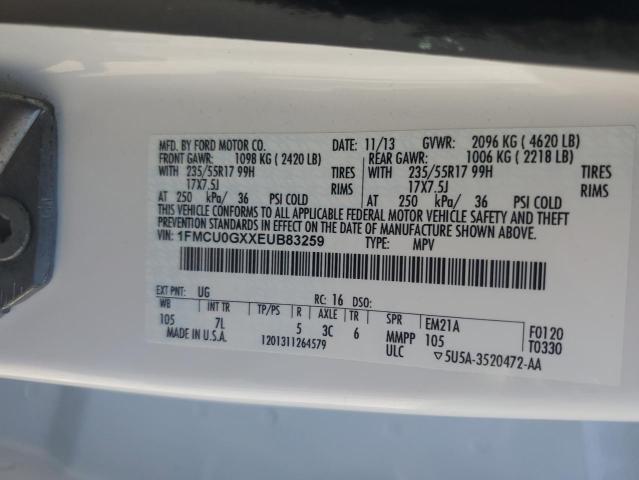 MFD. BY FORD MOTOR CO. DATE: 11/13 GVWR: 2096 KG ( 4620 LB)
FRONT GAWR: 1098 KG ( 2420 LB) REAR GAWR: 1006 KG ( 2218 LB)
WITH 235/55R17 99H TIRES WITH 235/55R17 99H TIRES
17X7.5J RIMS 17X7.5J RIMS
AT 250 kPa/ 36 PSI COLD AT 250 kPa/ 36 PSI COLD
THIS VEHICLE CONFORMS TO ALL APPLICABLE FEDERAL MOTOR VEHICLE SAFETY AND THEFT
PREVENTION STANDARDS IN EFFECT ON THE DATE OF MANUFACTURE SHOWN ABOVE.
VIN: 1FMCU0GXXEUB83259 TYPE: MPV
EXT PNT: UG RC: 16 DSO:
WB INT TR TP/PS R AXLE TR SPR EM21A F0120
105 7L 5 3C 6 MMPP 105 T0330
MADE IN U.S.A. 1201311264579 ULC ▽5U5A-3520472-AA